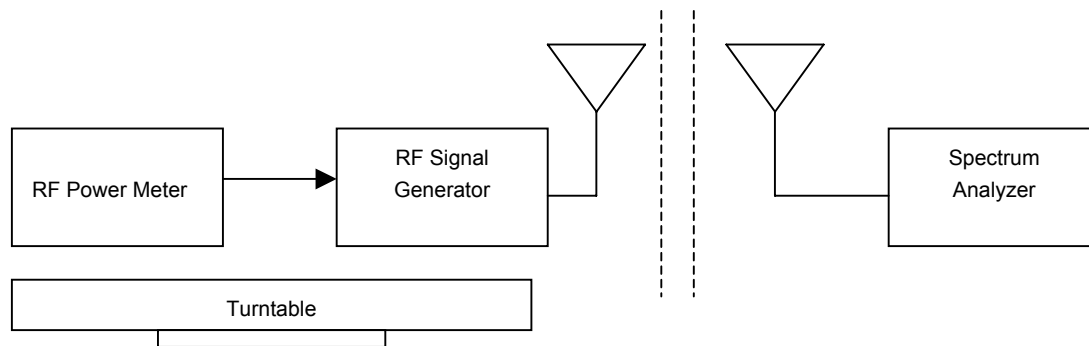 RF Power Meter
RF Signal
Generator
Spectrum
Analyzer
Turntable